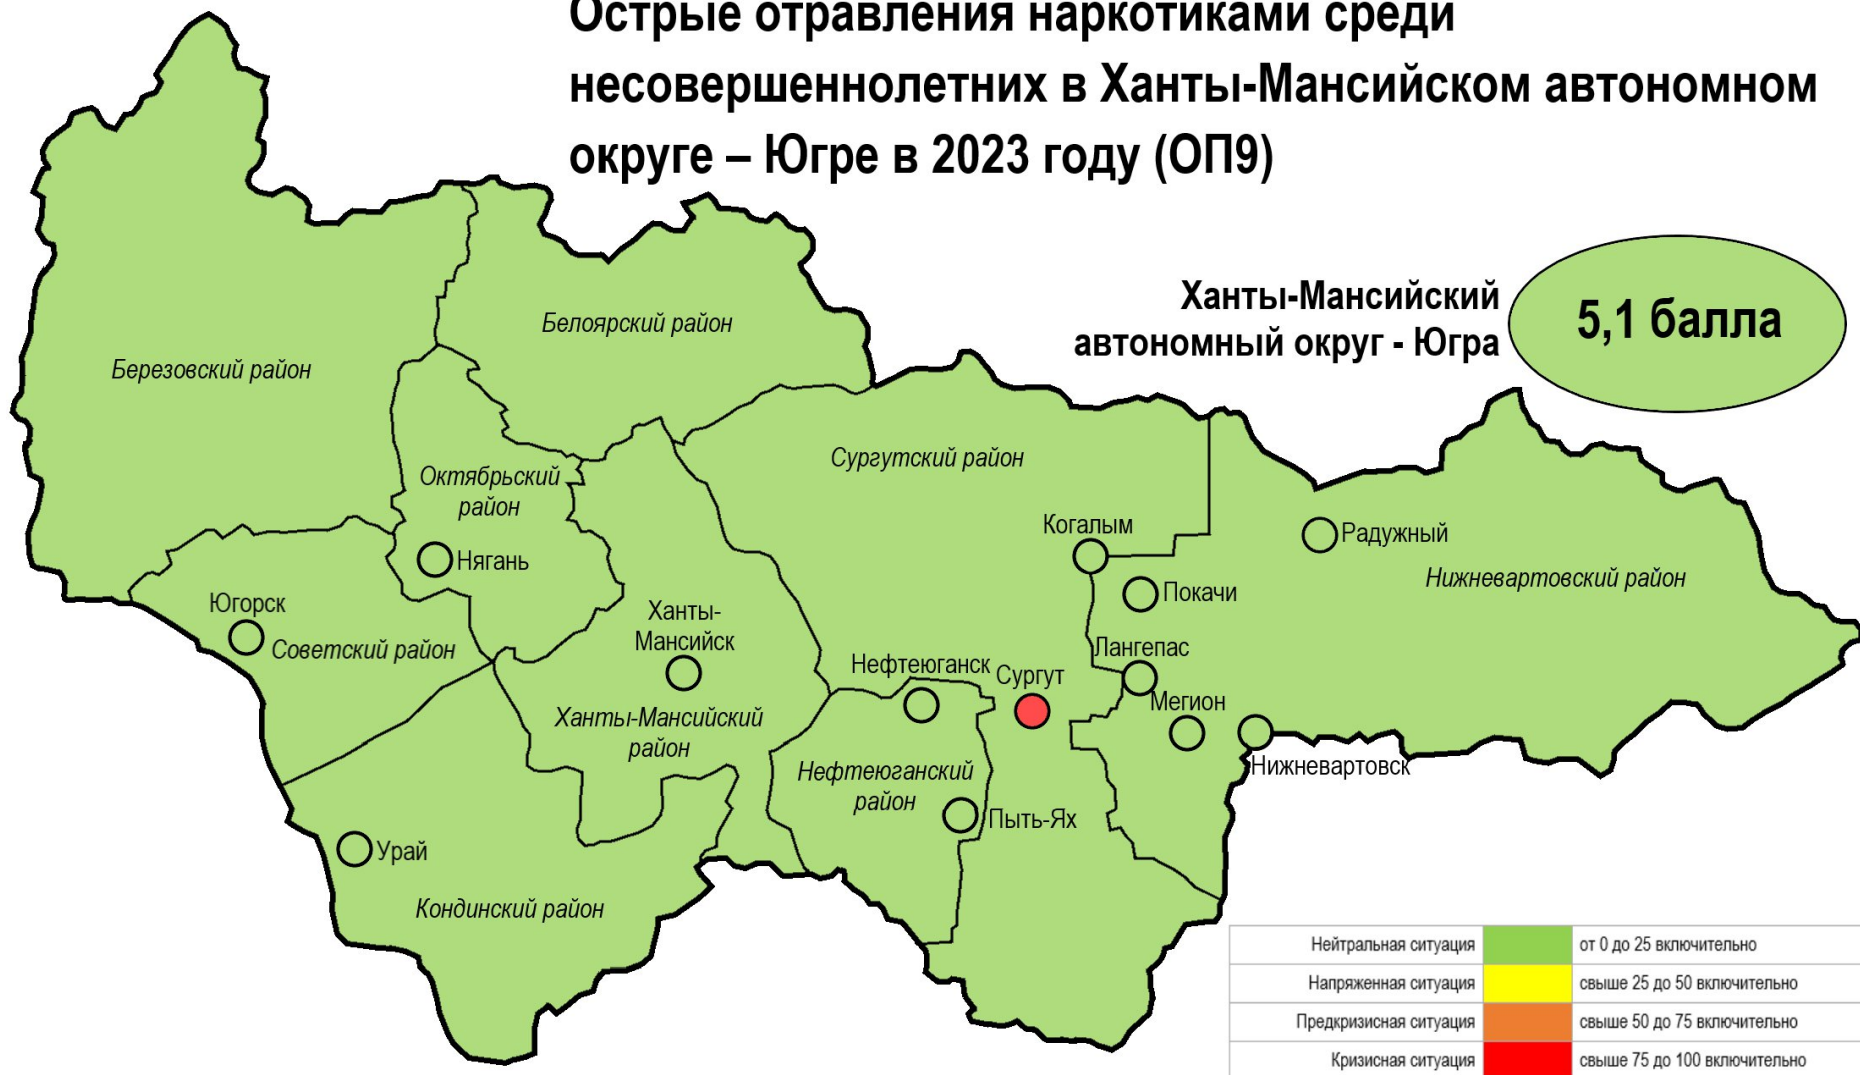 Острые отравления наркотиками среди
несовершеннолетних в Ханты-Мансийском автономном
округе – Югре в 2023 году (ОП9)
Ханты-Мансийский
автономный округ - Югра
5,1 балла
Белоярский район
Березовский район
Сургутский район
Октябрьский
район
Когалым
Радужный
Нягань
Нижневартовский район
Покачи
Югорск
Ханты-
Мансийск
Советский район
Лангепас
Нефтеюганск
Сургут
Мегион
Ханты-Мансийский
район
Нефтеюганский
район
Нижневартовск
Пыть-Ях
Урай
Кондинский район
Нейтральная ситуация от 0 до 25 включительно
Напряженная ситуация свыше 25 до 50 включительно
Предкризисная ситуация свыше 50 до 75 включительно
Кризисная ситуация свыше 75 до 100 включительно